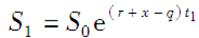 S₁ = S₀e^(r+x−q)t₁